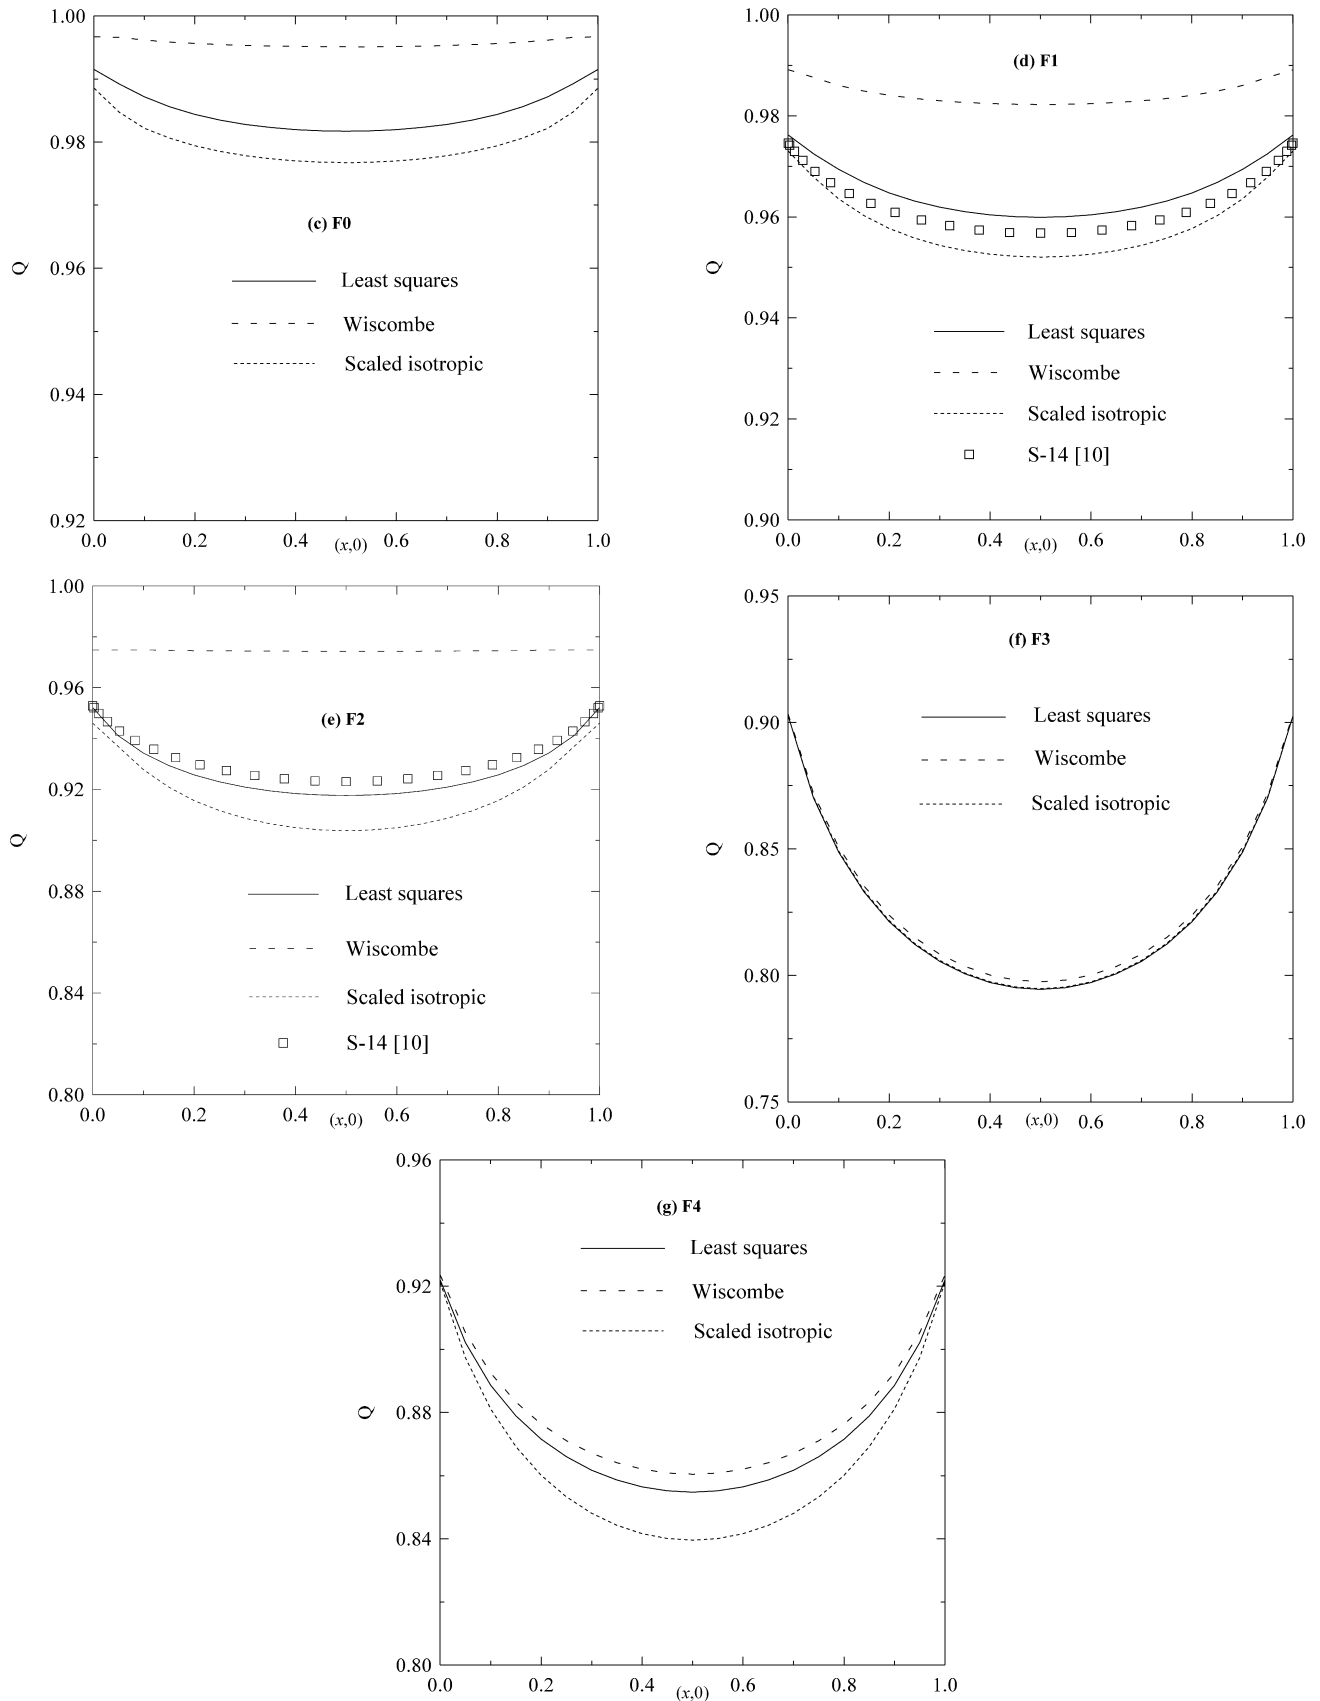 1.00
0.98
0.96
0.94
0.92
Q
(c) F0
Least squares
Wiscombe
Scaled isotropic
0.0 0.2 0.4 (x,0) 0.6 0.8 1.0
1.00
0.98
0.96
0.94
0.92
0.90
Q
(d) F1
Least squares
Wiscombe
Scaled isotropic
S-14 [10]
0.0 0.2 0.4 (x,0) 0.6 0.8 1.0
1.00
0.96
0.92
0.88
0.84
0.80
Q
(e) F2
Least squares
Wiscombe
Scaled isotropic
S-14 [10]
0.0 0.2 0.4 (x,0) 0.6 0.8 1.0
0.95
0.90
0.85
0.80
0.75
Q
(f) F3
Least squares
Wiscombe
Scaled isotropic
0.0 0.2 0.4 (x,0) 0.6 0.8 1.0
0.96
0.92
0.88
0.84
0.80
Q
(g) F4
Least squares
Wiscombe
Scaled isotropic
0.0 0.2 0.4 (x,0) 0.6 0.8 1.0